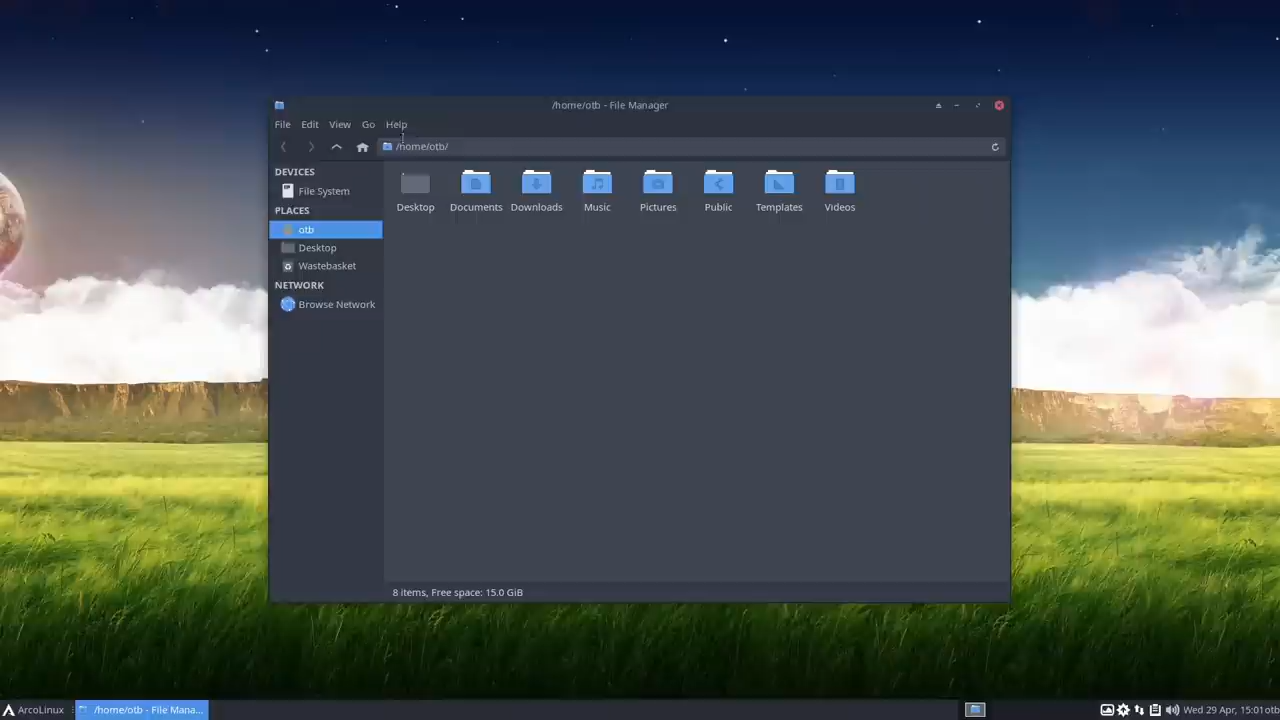 /home/otb - File Manager
File Edit View Go Help
/home/otb/
DEVICES
File System
PLACES
otb
Desktop
Wastebasket
NETWORK
Browse Network
Desktop Documents Downloads Music Pictures Public Templates Videos
8 items, Free space: 15.0 GiB
ArcoLinux /home/otb - File Mana... Wed 29 Apr, 15:01 otb